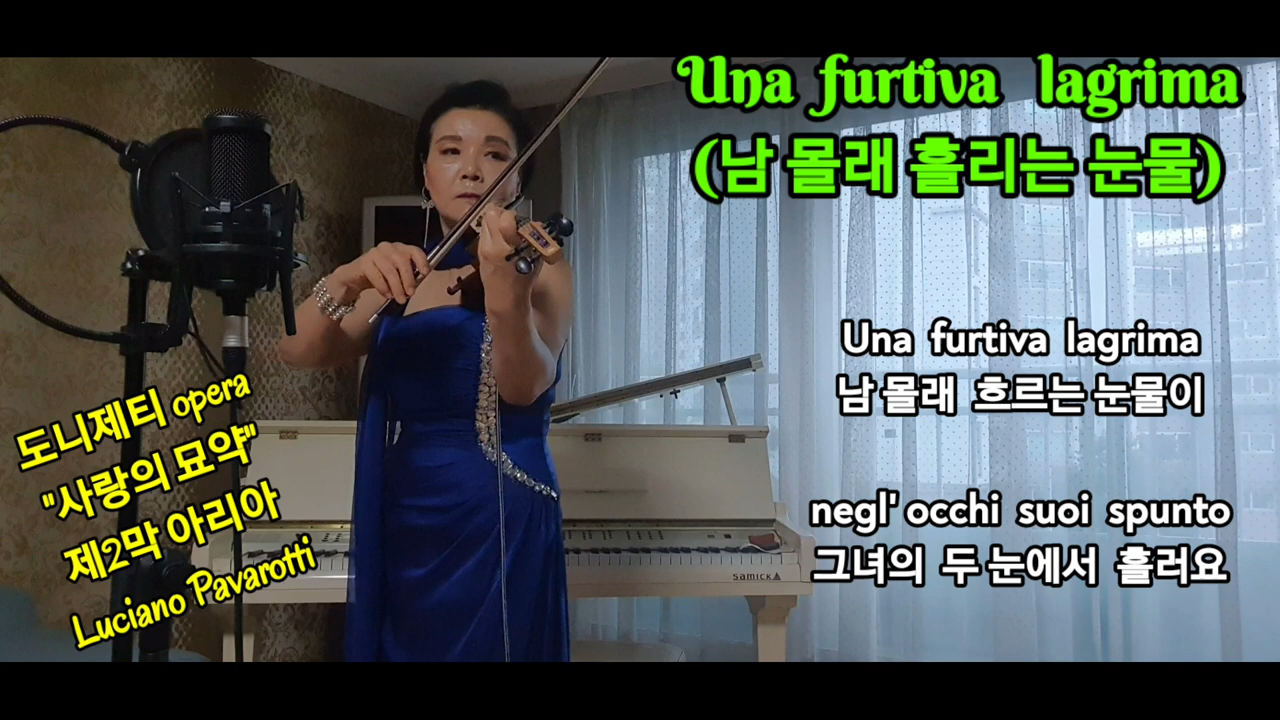 Una furtiva lagrima
(남 몰래 흘리는 눈물)
Una furtiva lagrima
남 몰래 흐르는 눈물이
negl' occhi suoi spunto
그녀의 두 눈에서 흘러요
도니제티 opera
"사랑의 묘약"
제2막 아리아
Luciano Pavarotti
SAMICK